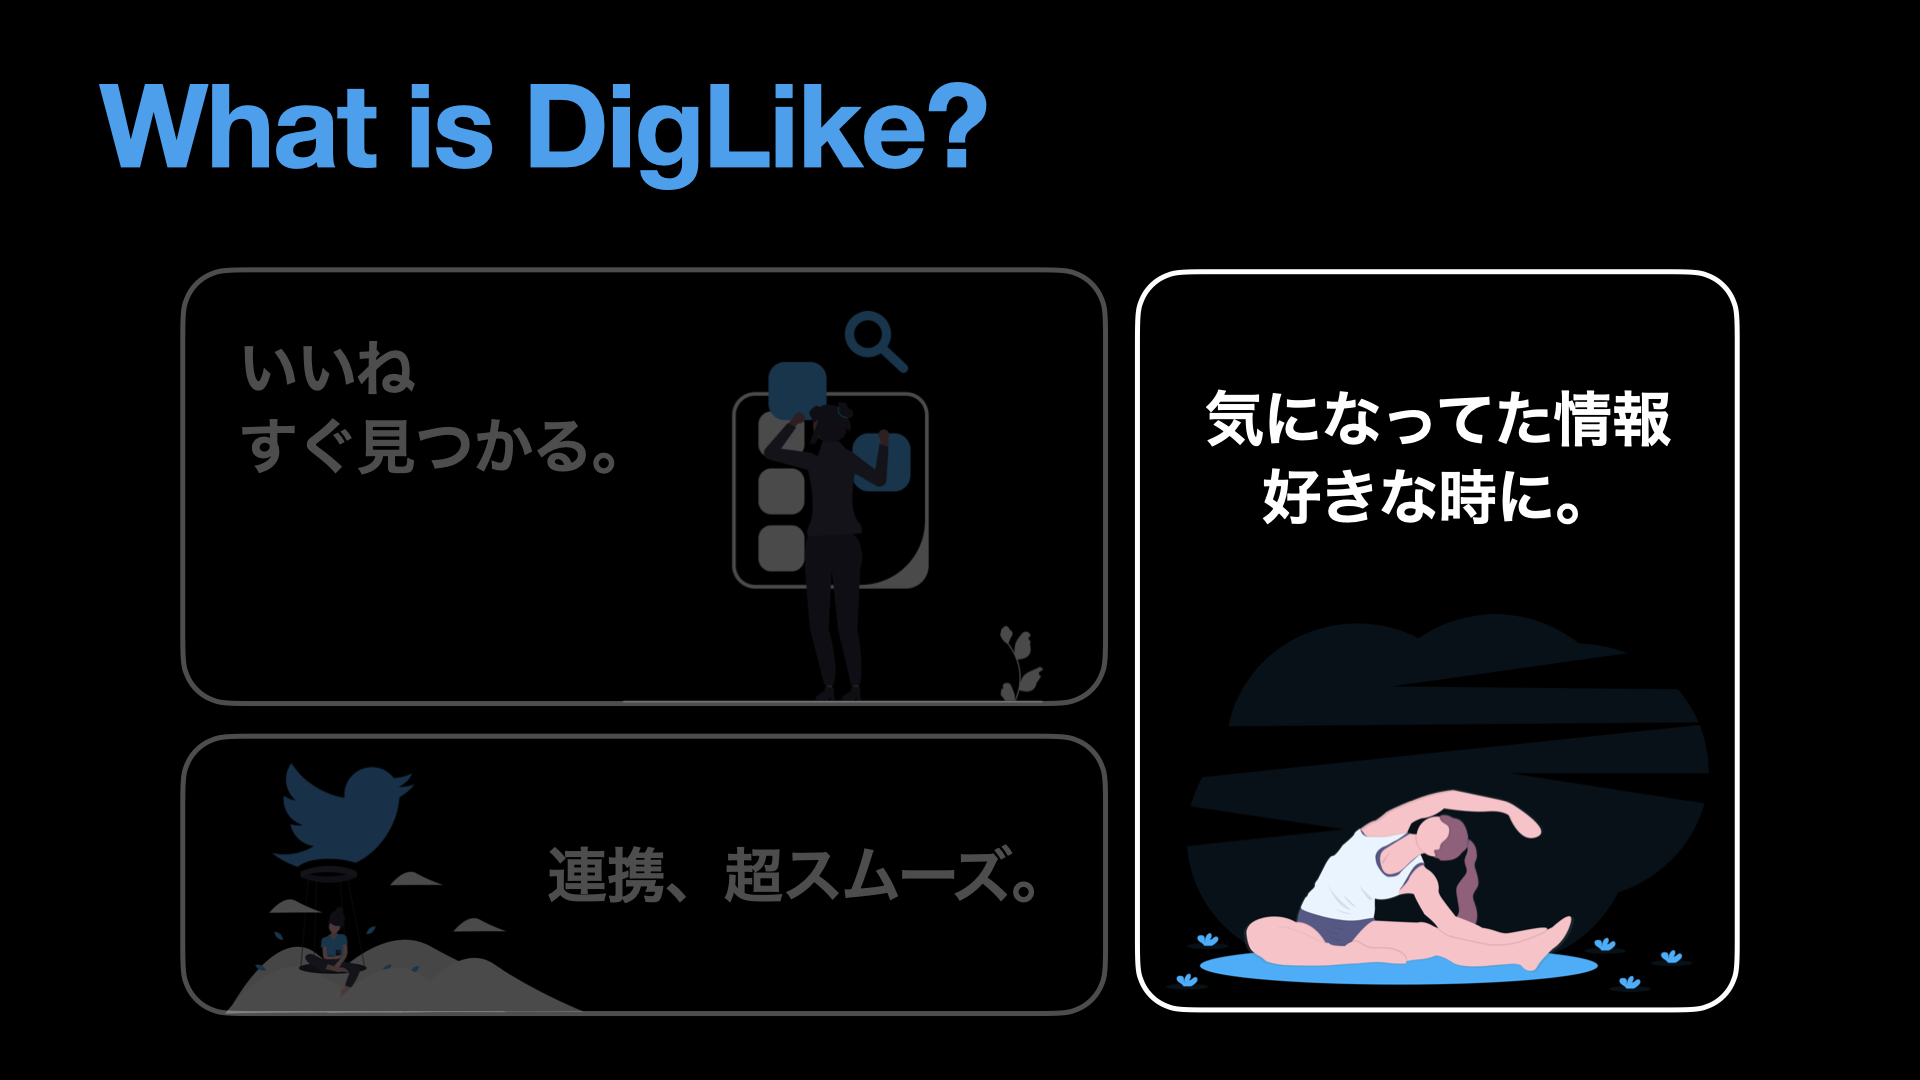 What is DigLike?
いいね
すぐ見つかる。
気になってた情報
好きな時に。
連携、超スムーズ。